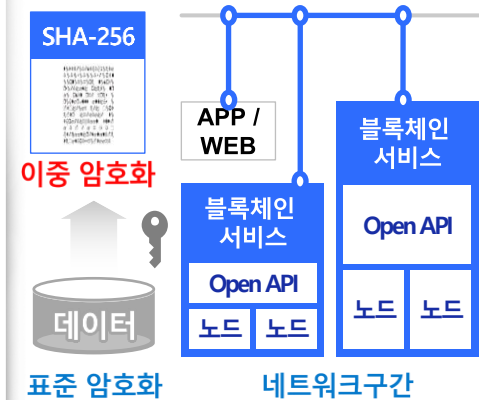 SHA-256
이중 암호화
데이터
표준 암호화
APP /
WEB
블록체인
서비스
Open API
노드 노드
블록체인
서비스
Open API
노드 노드
네트워크구간